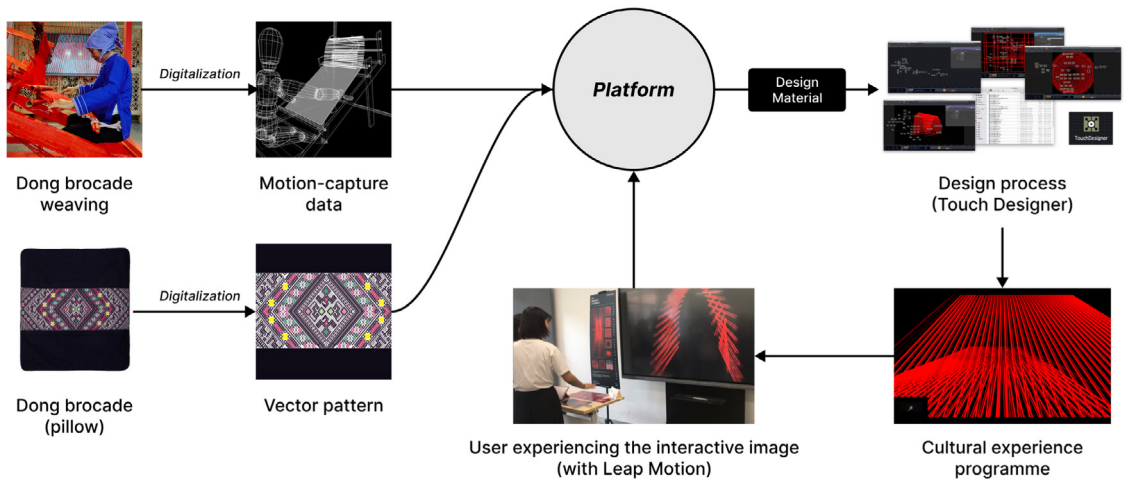 Digitalization
Platform
Design
Material
TouchDesigner
Dong brocade
weaving
Motion-capture
data
Design process
(Touch Designer)
Digitalization
Dong brocade
(pillow)
Vector pattern
User experiencing the interactive image
(with Leap Motion)
Cultural experience
programme